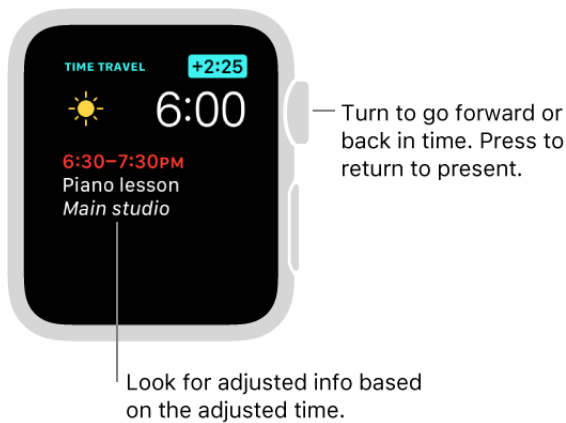 TIME TRAVEL +2:25
6:00
6:30–7:30PM
Piano lesson
Main studio
Turn to go forward or
back in time. Press to
return to present.
Look for adjusted info based
on the adjusted time.